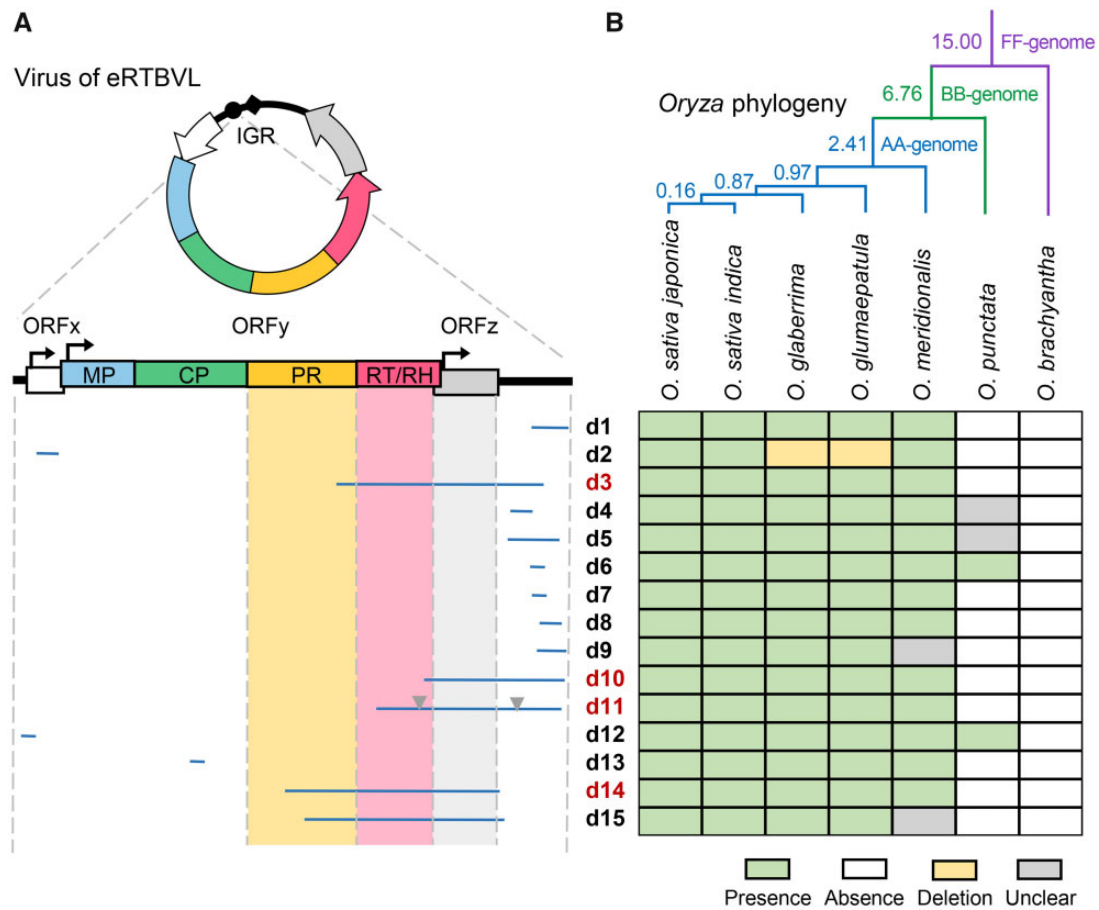 A
Virus of eRTBVL
IGR
ORFx
ORFy
ORFz
MP
CP
PR
RT/RH
B
15.00
FF-genome
6.76
BB-genome
Oryza phylogeny
2.41
AA-genome
0.97
0.87
0.16
O. sativa japonica
O. sativa indica
O. glaberrima
O. glumaepatula
O. meridionalis
O. punctata
O. brachyantha
d1
d2
d3
d4
d5
d6
d7
d8
d9
d10
d11
d12
d13
d14
d15
Presence
Absence
Deletion
Unclear